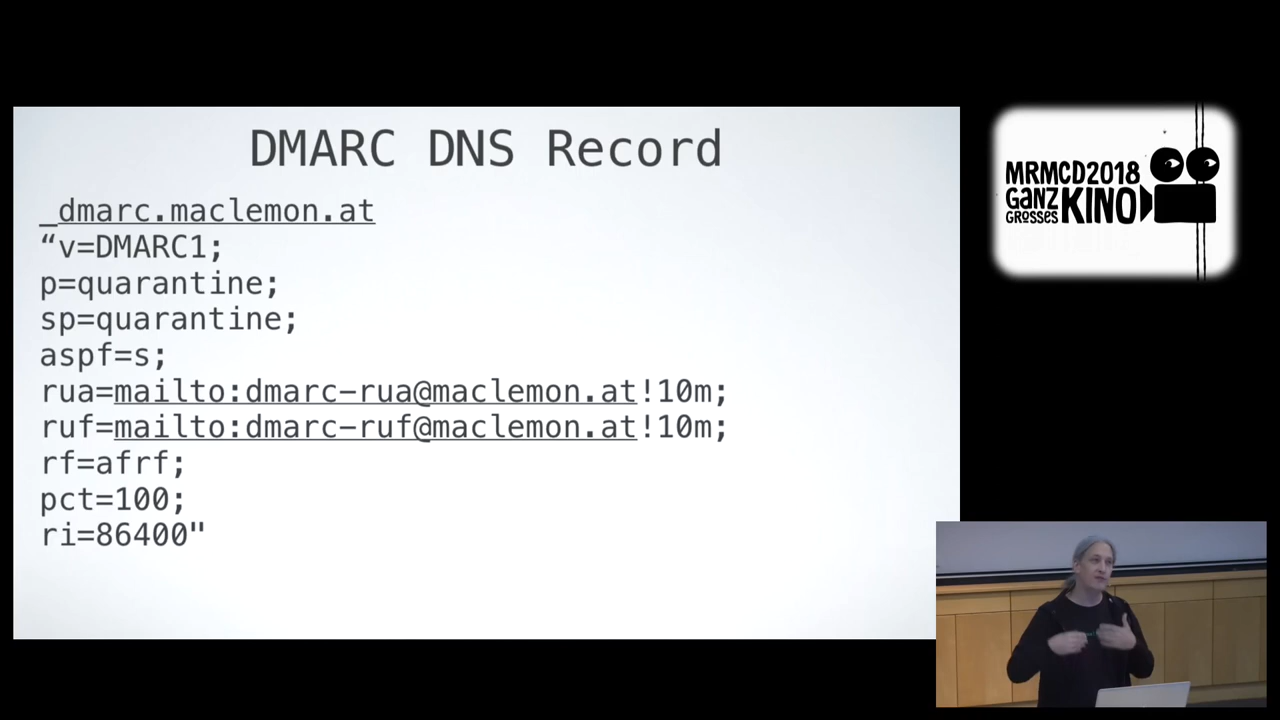 DMARC DNS Record
_dmarc.maclemon.at
“v=DMARC1;
p=quarantine;
sp=quarantine;
aspf=s;
rua=mailto:dmarc-rua@maclemon.at!10m;
ruf=mailto:dmarc-ruf@maclemon.at!10m;
rf=afrf;
pct=100;
ri=86400"
MRMCD2018
GANZ
GROSSES
KINO